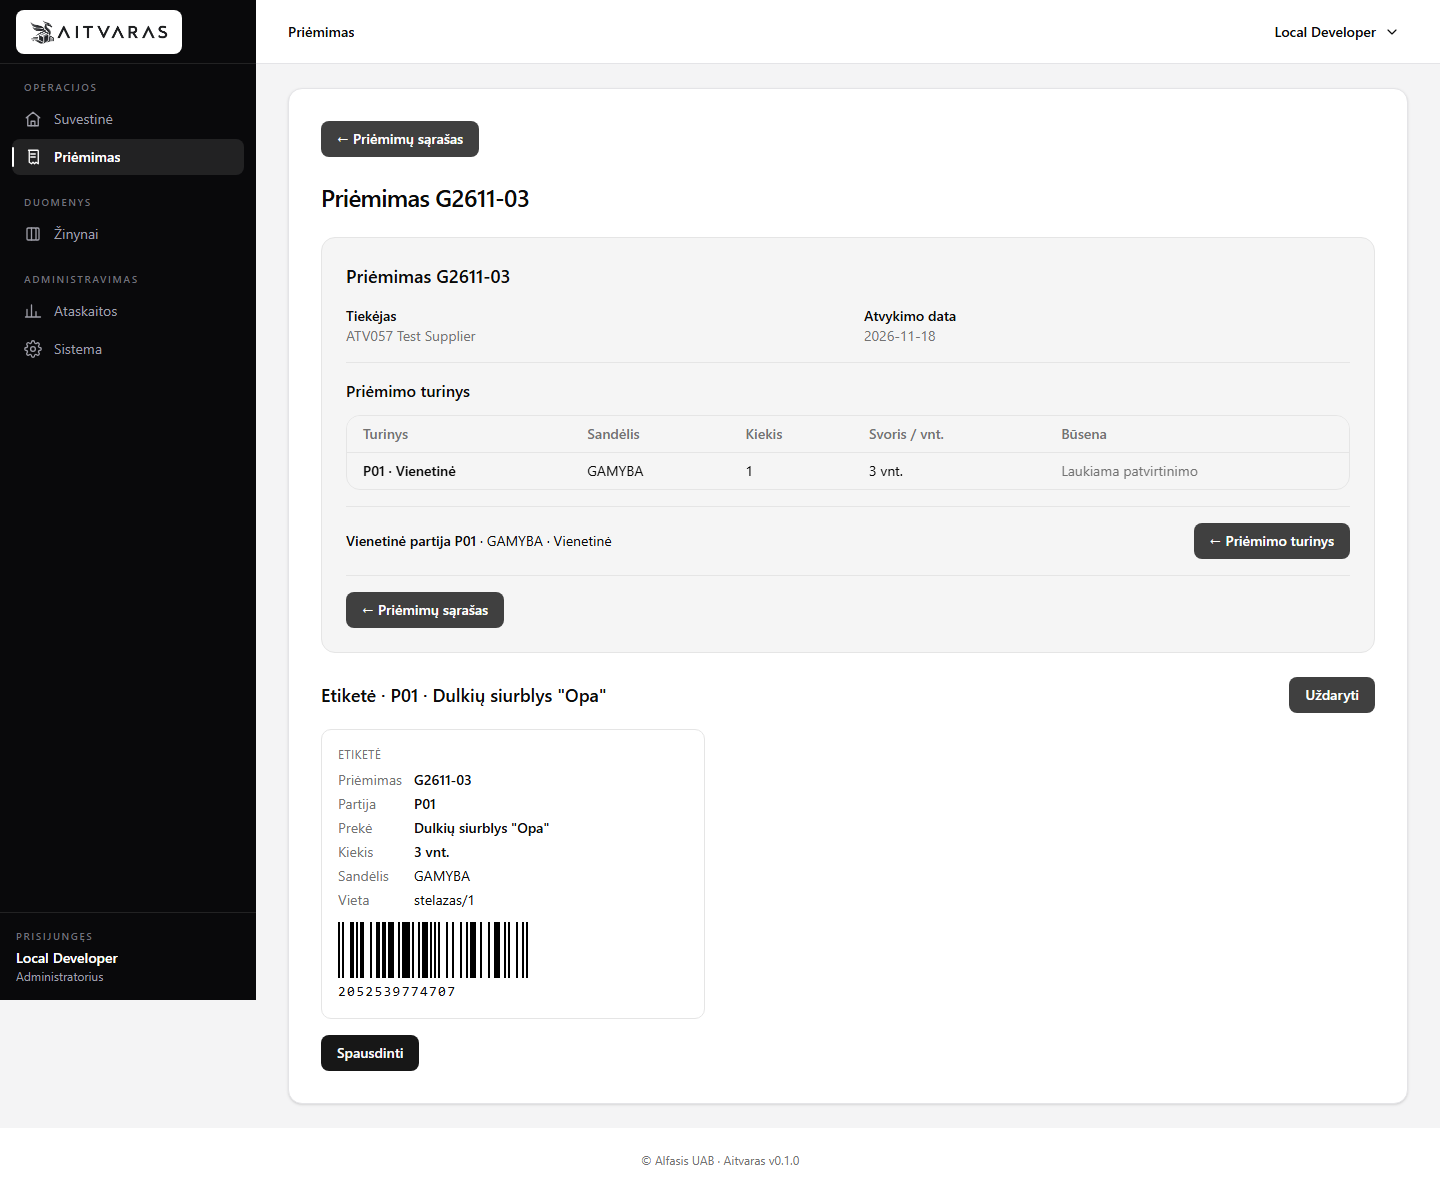 AITVARAS
Priėmimas
Local Developer
OPERACIJOS
Suvestinė
Priėmimas
DUOMENYS
Žinynai
ADMINISTRAVIMAS
Ataskaitos
Sistema
PRISIJUNGĘS
Local Developer
Administratorius
← Priėmimų sąrašas
Priėmimas G2611-03
Priėmimas G2611-03
Tiekėjas Atvykimo data
ATV057 Test Supplier 2026-11-18
Priėmimo turinys
Turinys Sandėlis Kiekis Svoris / vnt. Būsena
P01 · Vienetinė GAMYBA 1 3 vnt. Laukiama patvirtinimo
Vienetinė partija P01 · GAMYBA · Vienetinė ← Priėmimo turinys
← Priėmimų sąrašas
Etiketė · P01 · Dulkių siurblys "Opa" Uždaryti
ETIKETĖ
Priėmimas G2611-03
Partija P01
Prekė Dulkių siurblys "Opa"
Kiekis 3 vnt.
Sandėlis GAMYBA
Vieta stelazas/1
2052539774707
Spausdinti
© Alfasis UAB · Aitvaras v0.1.0